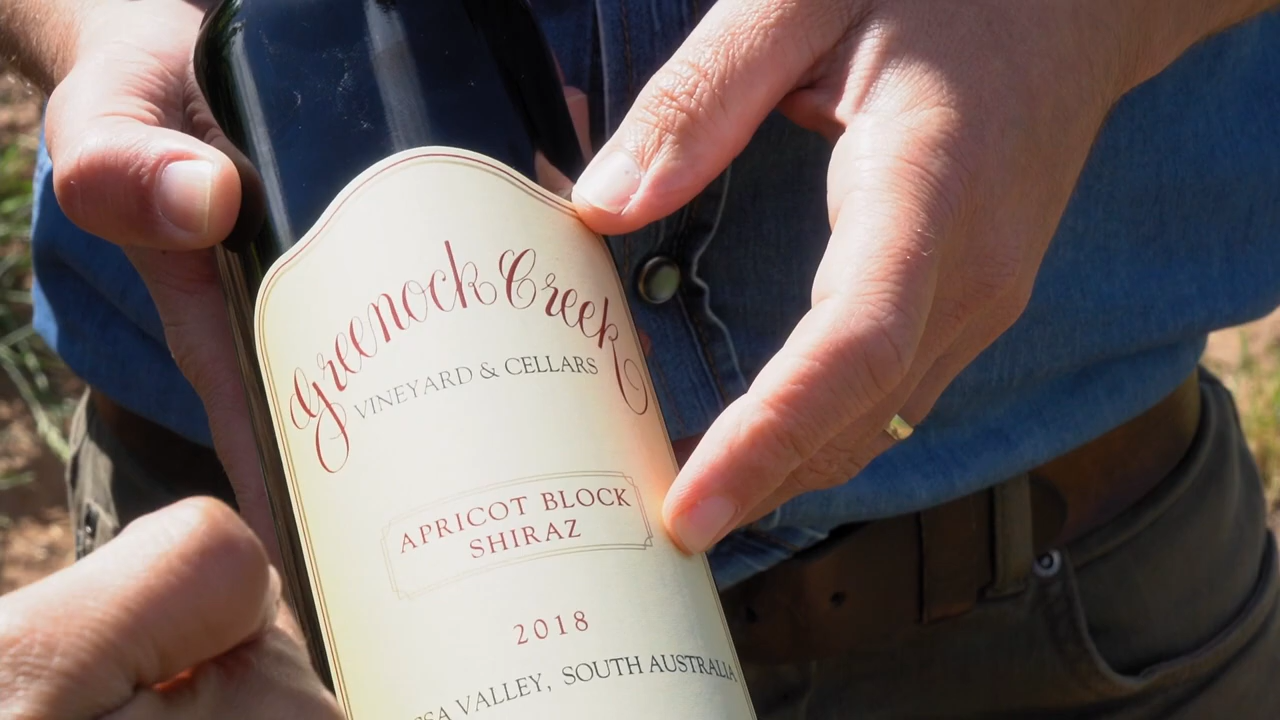 Greenock Creek
VINEYARD & CELLARS
APRICOT BLOCK
SHIRAZ
2018
VALLEY, SOUTH AUSTRALIA